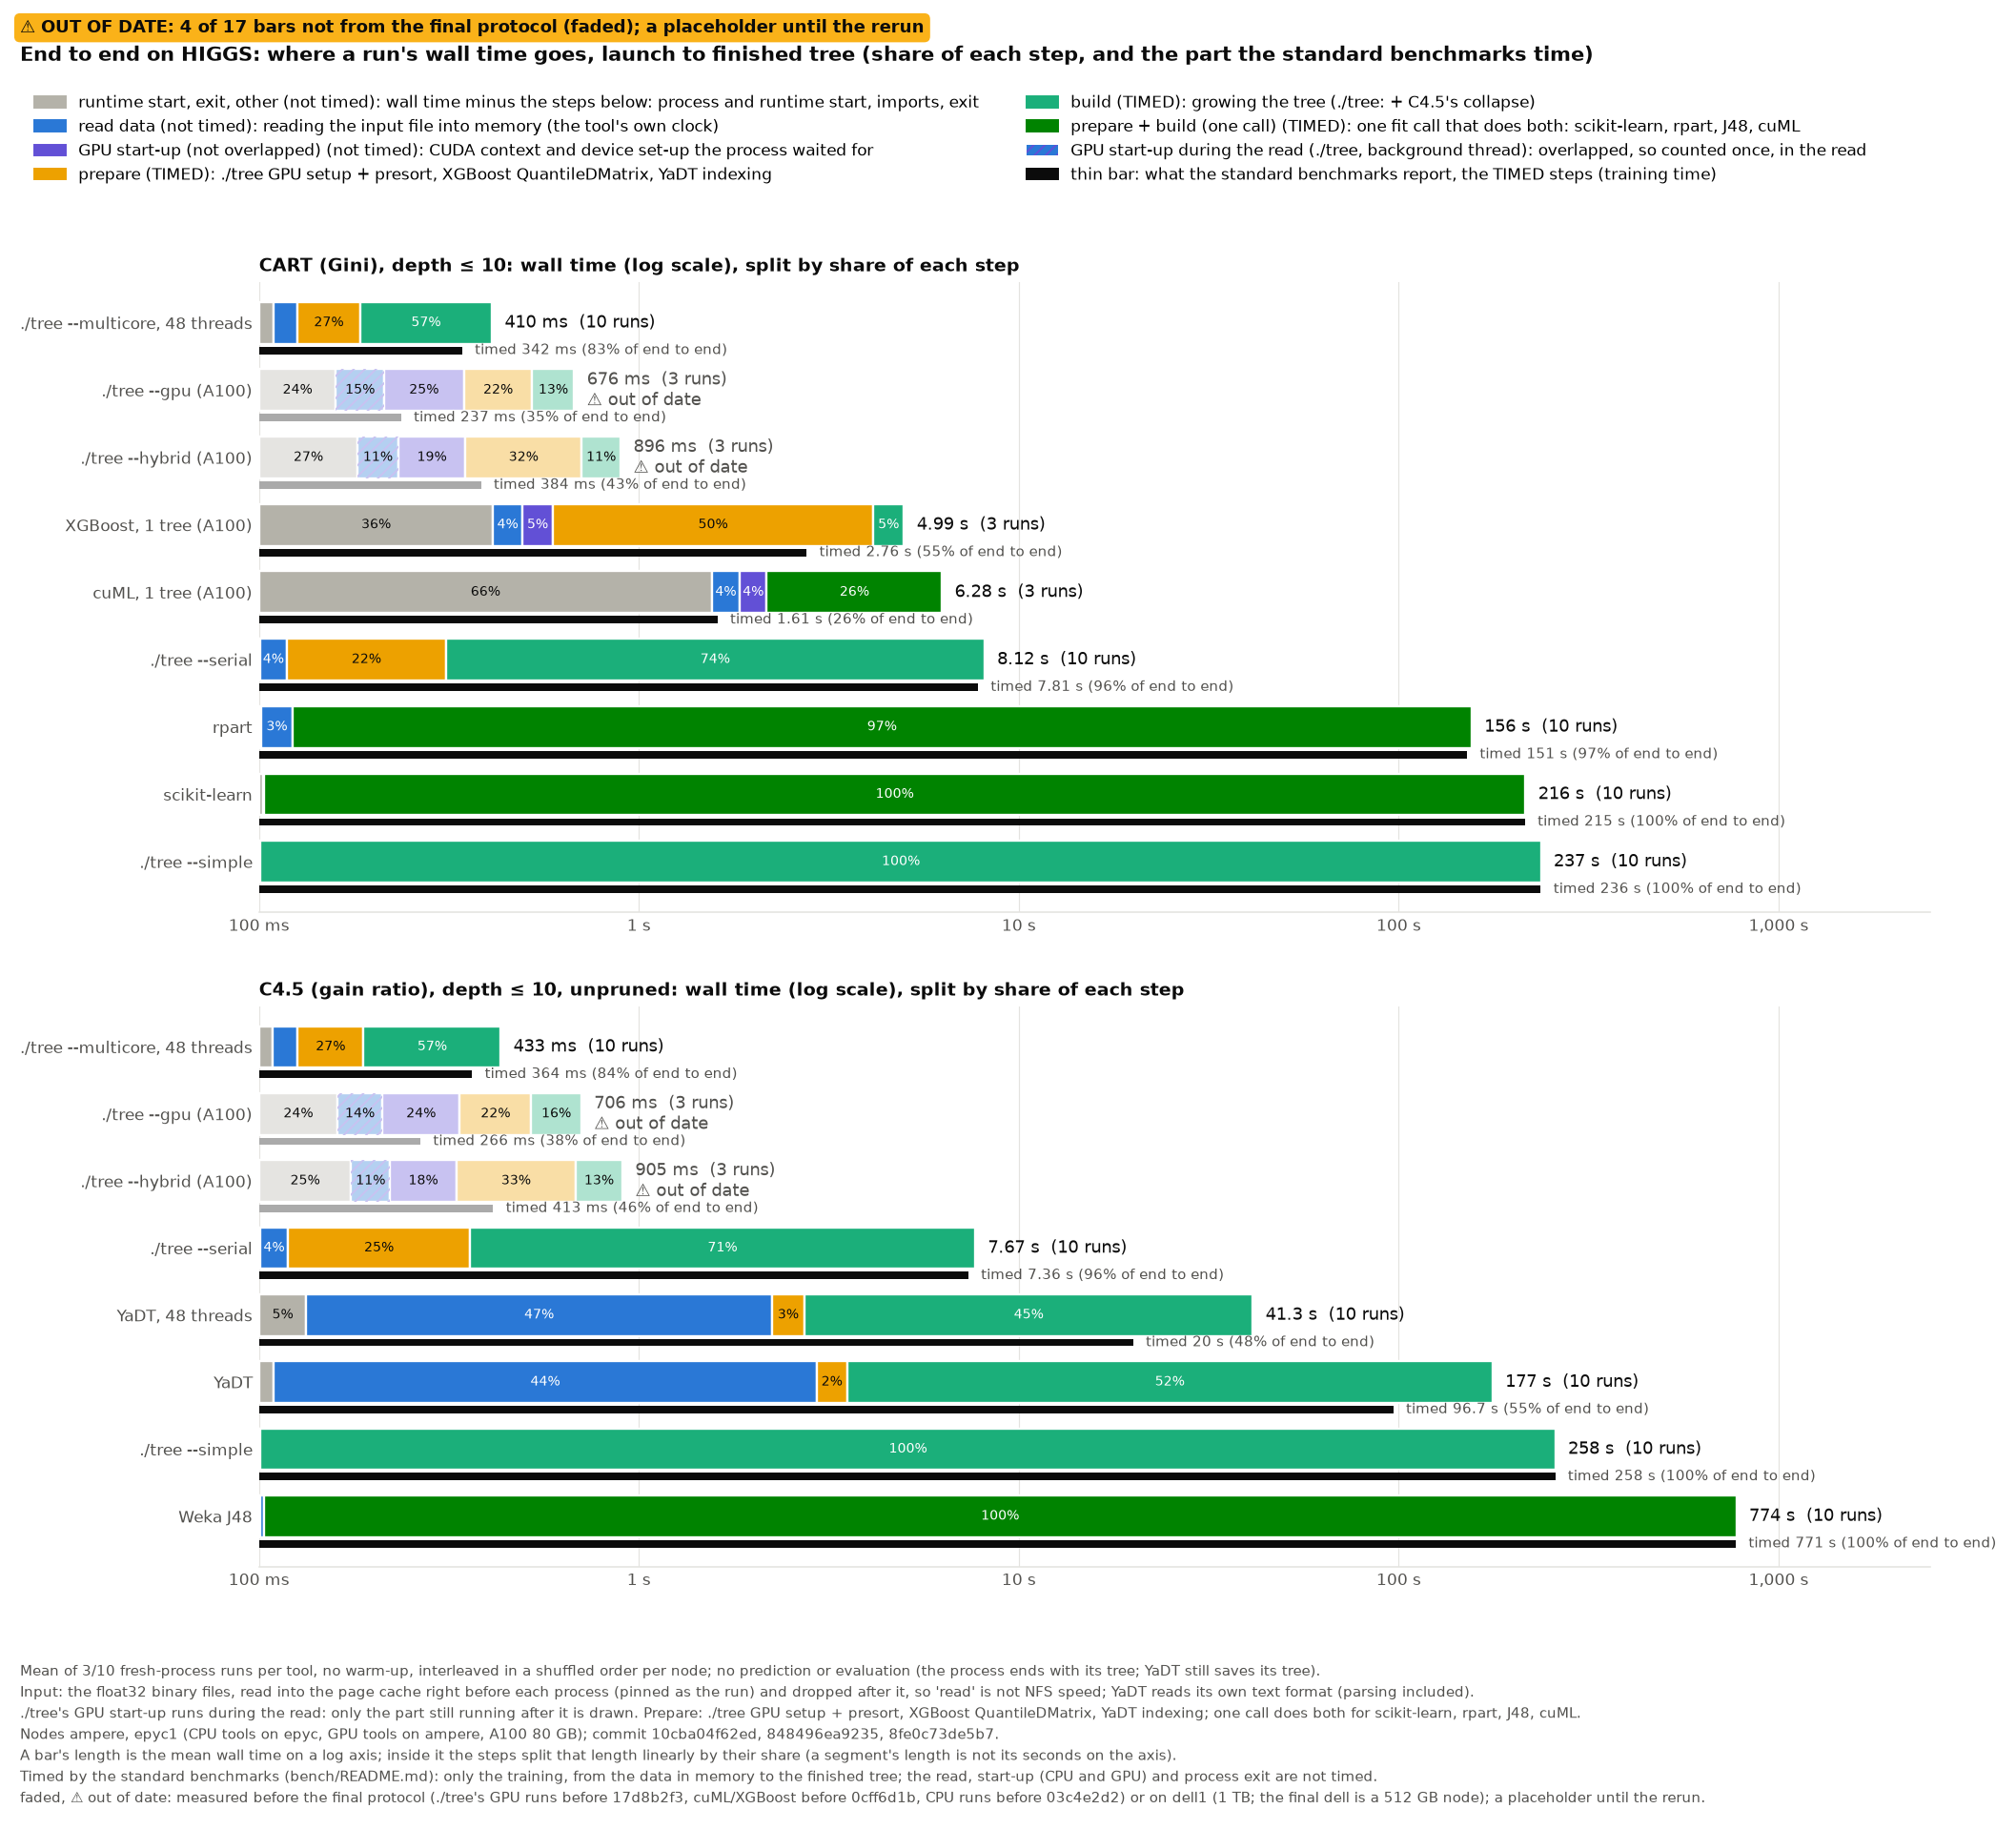 ⚠ OUT OF DATE: 4 of 17 bars not from the final protocol (faded); a placeholder until the rerun
End to end on HIGGS: where a run's wall time goes, launch to finished tree (share of each step, and the part the standard benchmarks time)
runtime start, exit, other (not timed): wall time minus the steps below: process and runtime start, imports, exit
read data (not timed): reading the input file into memory (the tool's own clock)
GPU start-up (not overlapped) (not timed): CUDA context and device set-up the process waited for
prepare (TIMED): ./tree GPU setup + presort, XGBoost QuantileDMatrix, YaDT indexing
build (TIMED): growing the tree (./tree: + C4.5's collapse)
prepare + build (one call) (TIMED): one fit call that does both: scikit-learn, rpart, J48, cuML
GPU start-up during the read (./tree, background thread): overlapped, so counted once, in the read
thin bar: what the standard benchmarks report, the TIMED steps (training time)
CART (Gini), depth ≤ 10: wall time (log scale), split by share of each step
./tree --multicore, 48 threads 27% 57% 410 ms (10 runs)
timed 342 ms (83% of end to end)
./tree --gpu (A100) 24% 15% 25% 22% 13% 676 ms (3 runs)
⚠ out of date
timed 237 ms (35% of end to end)
./tree --hybrid (A100) 27% 11% 19% 32% 11% 896 ms (3 runs)
⚠ out of date
timed 384 ms (43% of end to end)
XGBoost, 1 tree (A100) 36% 4% 5% 50% 5% 4.99 s (3 runs)
timed 2.76 s (55% of end to end)
cuML, 1 tree (A100) 66% 4% 4% 26% 6.28 s (3 runs)
timed 1.61 s (26% of end to end)
./tree --serial 4% 22% 74% 8.12 s (10 runs)
timed 7.81 s (96% of end to end)
rpart 3% 97% 156 s (10 runs)
timed 151 s (97% of end to end)
scikit-learn 100% 216 s (10 runs)
timed 215 s (100% of end to end)
./tree --simple 100% 237 s (10 runs)
timed 236 s (100% of end to end)
100 ms 1 s 10 s 100 s 1,000 s
C4.5 (gain ratio), depth ≤ 10, unpruned: wall time (log scale), split by share of each step
./tree --multicore, 48 threads 27% 57% 433 ms (10 runs)
timed 364 ms (84% of end to end)
./tree --gpu (A100) 24% 14% 24% 22% 16% 706 ms (3 runs)
⚠ out of date
timed 266 ms (38% of end to end)
./tree --hybrid (A100) 25% 11% 18% 33% 13% 905 ms (3 runs)
⚠ out of date
timed 413 ms (46% of end to end)
./tree --serial 4% 25% 71% 7.67 s (10 runs)
timed 7.36 s (96% of end to end)
YaDT, 48 threads 5% 47% 3% 45% 41.3 s (10 runs)
timed 20 s (48% of end to end)
YaDT 44% 2% 52% 177 s (10 runs)
timed 96.7 s (55% of end to end)
./tree --simple 100% 258 s (10 runs)
timed 258 s (100% of end to end)
Weka J48 100% 774 s (10 runs)
timed 771 s (100% of end to end)
100 ms 1 s 10 s 100 s 1,000 s
Mean of 3/10 fresh-process runs per tool, no warm-up, interleaved in a shuffled order per node; no prediction or evaluation (the process ends with its tree; YaDT still saves its tree).
Input: the float32 binary files, read into the page cache right before each process (pinned as the run) and dropped after it, so 'read' is not NFS speed; YaDT reads its own text format (parsing included).
./tree's GPU start-up runs during the read: only the part still running after it is drawn. Prepare: ./tree GPU setup + presort, XGBoost QuantileDMatrix, YaDT indexing; one call does both for scikit-learn, rpart, J48, cuML.
Nodes ampere, epyc1 (CPU tools on epyc, GPU tools on ampere, A100 80 GB); commit 10cba04f62ed, 848496ea9235, 8fe0c73de5b7.
A bar's length is the mean wall time on a log axis; inside it the steps split that length linearly by their share (a segment's length is not its seconds on the axis).
Timed by the standard benchmarks (bench/README.md): only the training, from the data in memory to the finished tree; the read, start-up (CPU and GPU) and process exit are not timed.
faded, ⚠ out of date: measured before the final protocol (./tree's GPU runs before 17d8b2f3, cuML/XGBoost before 0cff6d1b, CPU runs before 03c4e2d2) or on dell1 (1 TB; the final dell is a 512 GB node); a placeholder until the rerun.